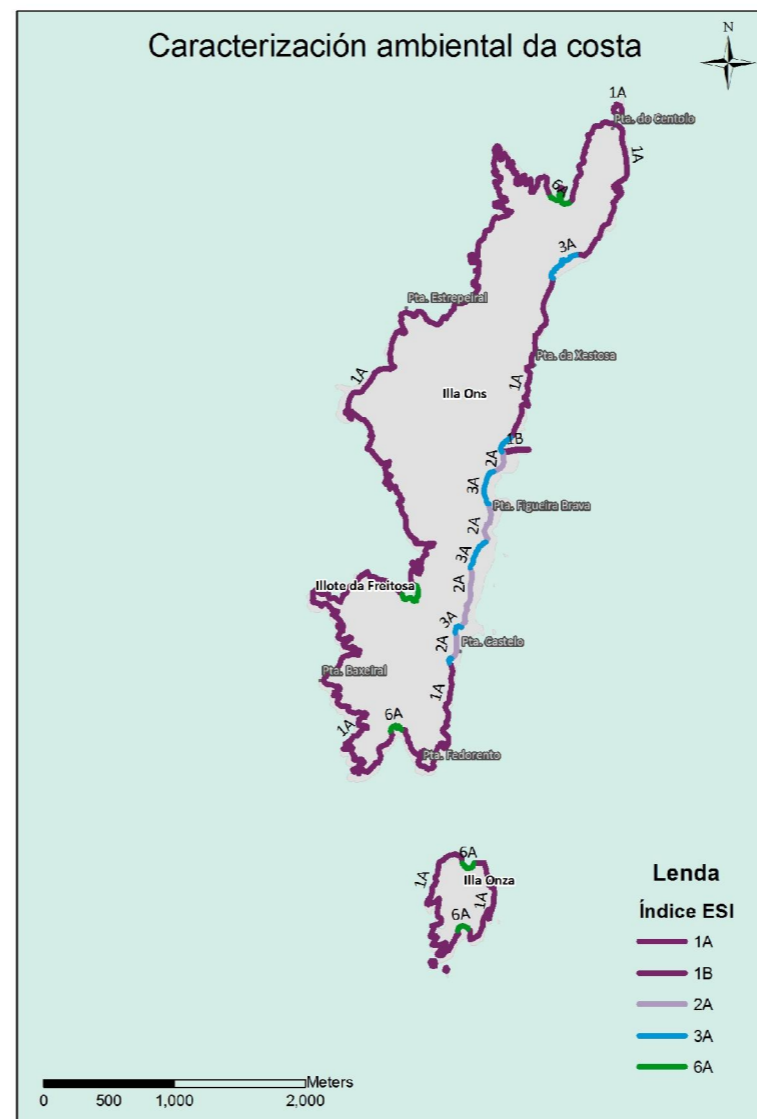 Caracterización ambiental da costa
N
1A
Pta. do Centolo
1A
6A
3A
Pta. Estrepeiral
Pta. da Xestosa
1A
1A
Illa Ons
1B
2A
3A
Pta. Figueira Brava
2A
3A
Illote da Freitosa
2A
3A
Pta. Castelo
2A
Pta. Baxeiral
1A
6A
1A
Pta. Fedorento
6A
1A
Illa Onza
1A
6A
Lenda
Índice ESI
1A
1B
2A
3A
6A
Meters
0 500 1,000 2,000